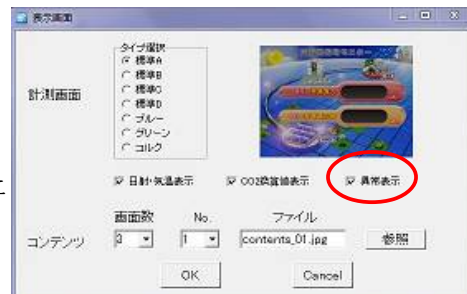 表示画面
タイプ選択
標準A
標準B
標準C
標準D
ブルー
グリーン
コルク
計測画面
日射・気温表示
CO2換算値表示
異常表示
画面数 No. ファイル
コンテンツ 3 1 contents_01.jpg 参照
OK Cancel